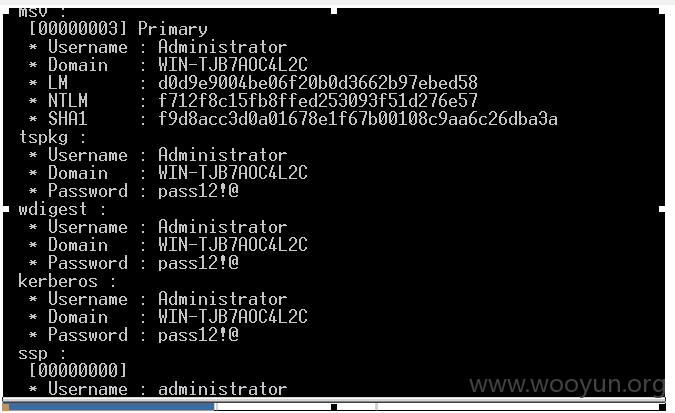 msv :
[00000003] Primary
* Username : Administrator
* Domain : WIN-TJB7AOC4L2C
* LM : d0d9e9004be06f20b0d3662b97ebed58
* NTLM : f712f8c15fb8ffed253093f51d276e57
* SHA1 : f9d8acc3d0a01678e1f67b00108c9aa6c26dba3a
tspkg :
* Username : Administrator
* Domain : WIN-TJB7AOC4L2C
* Password : pass12!@
wdigest :
* Username : Administrator
* Domain : WIN-TJB7AOC4L2C
* Password : pass12!@
kerberos :
* Username : Administrator
* Domain : WIN-TJB7AOC4L2C
* Password : pass12!@
ssp :
[00000000]
* Username : administrator
www.wooyun.org